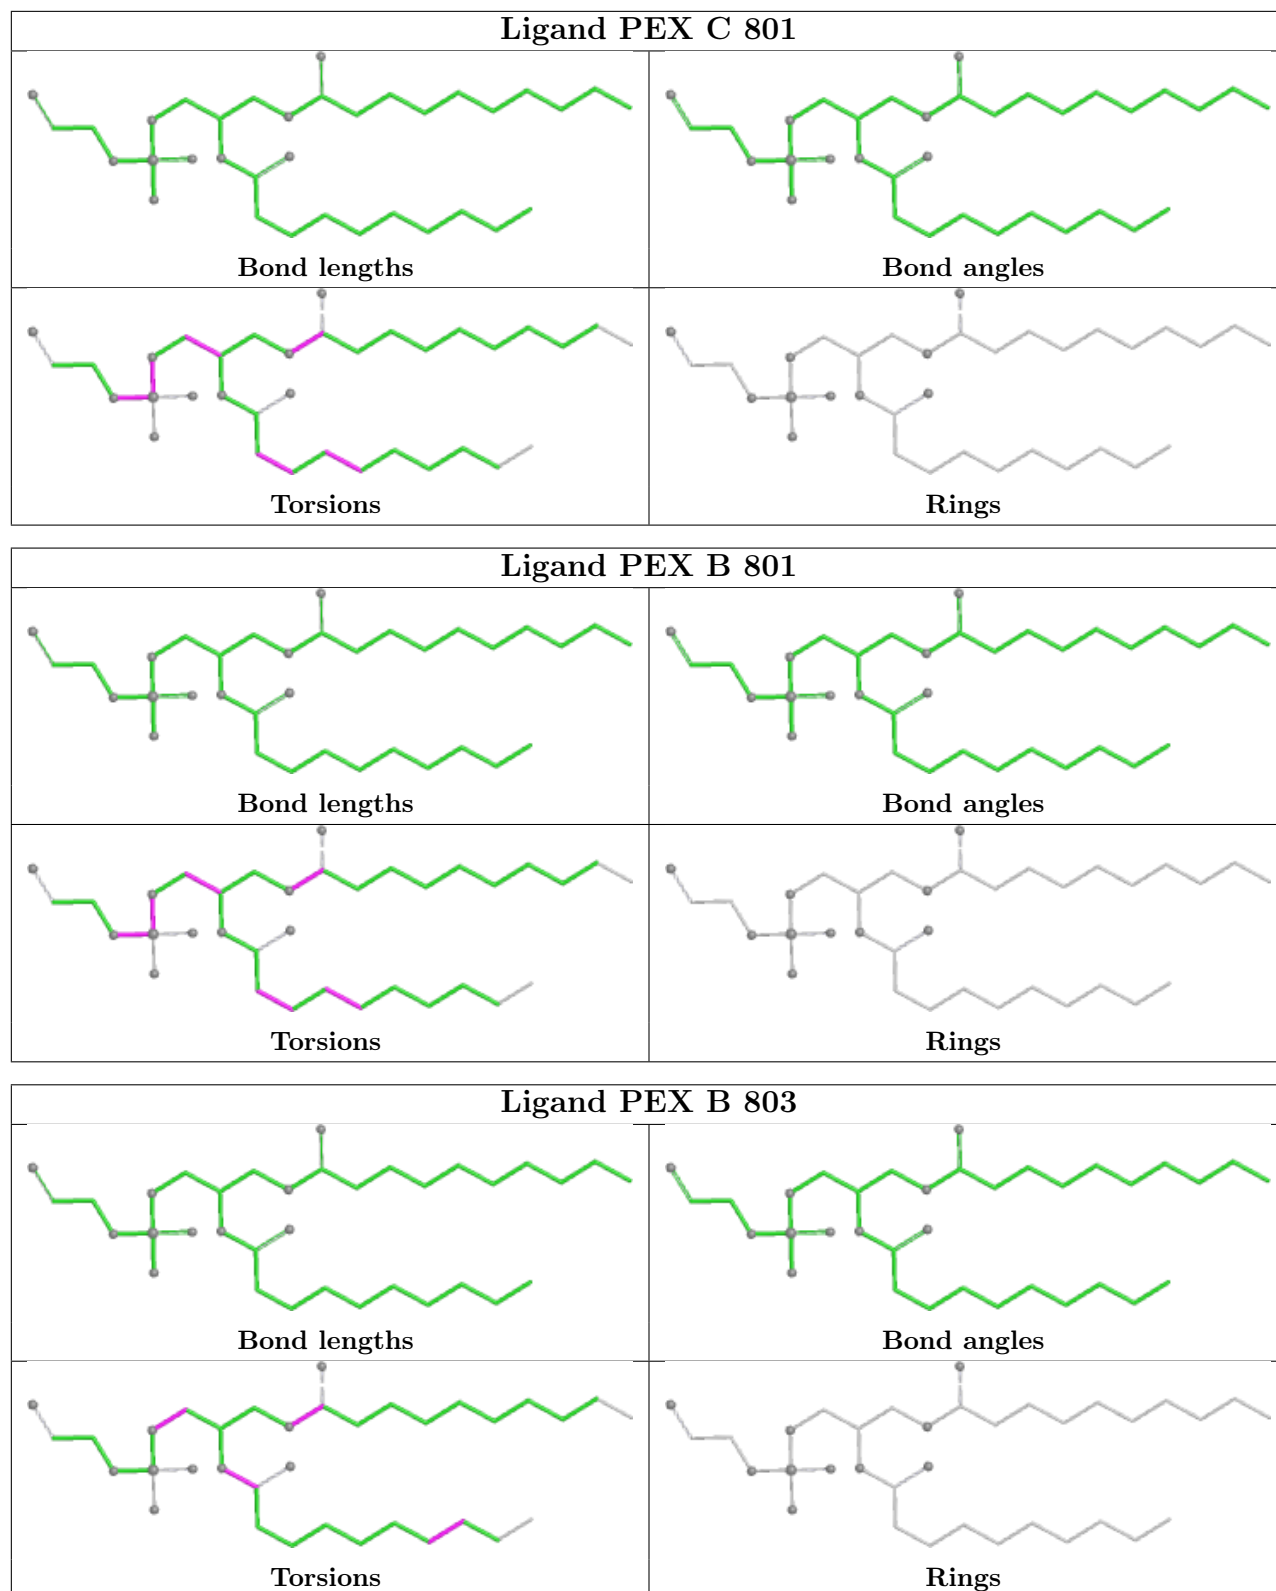 Ligand PEX C 801
Bond lengths
Bond angles
Torsions
Rings
Ligand PEX B 801
Bond lengths
Bond angles
Torsions
Rings
Ligand PEX B 803
Bond lengths
Bond angles
Torsions
Rings